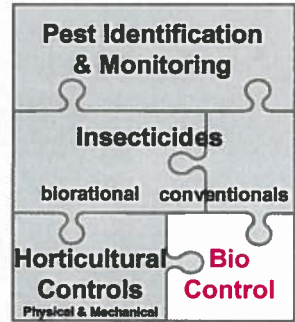 Pest Identification
& Monitoring
Insecticides
biorational conventionals
Horticultural
Controls
Physical & Mechanical
Bio
Control